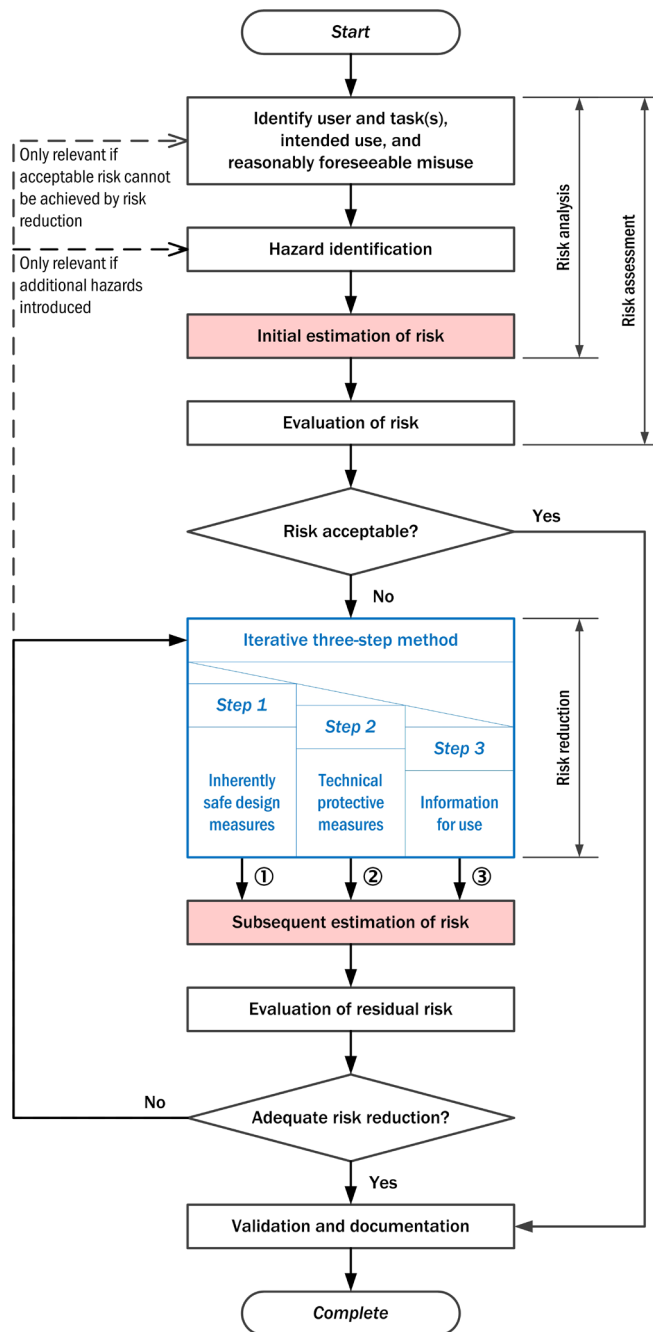 Start
Identify user and task(s),
intended use, and
reasonably foreseeable misuse
Only relevant if
acceptable risk cannot
be achieved by risk
reduction
Hazard identification
Only relevant if
additional hazards
introduced
Risk analysis
Risk assessment
Initial estimation of risk
Evaluation of risk
Risk acceptable?
Yes
No
Iterative three-step method
Step 1
Step 2
Step 3
Inherently
safe design
measures
Technical
protective
measures
Information
for use
Risk reduction
①
②
③
Subsequent estimation of risk
Evaluation of residual risk
No
Adequate risk reduction?
Yes
Validation and documentation
Complete